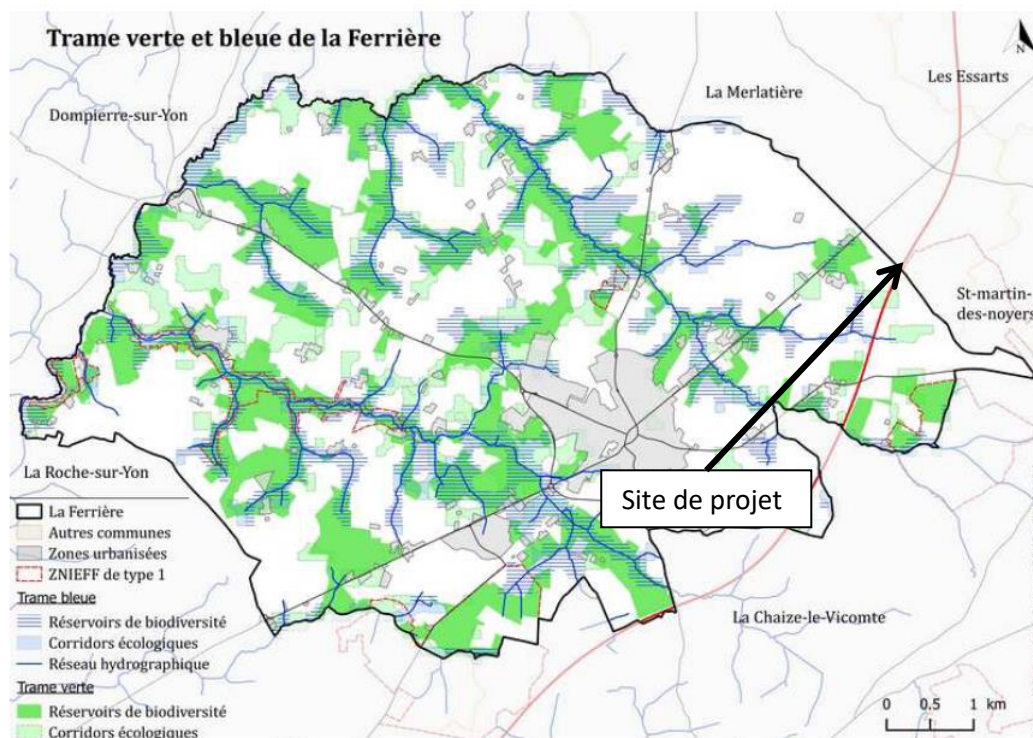 Trame verte et bleue de la Ferrière
N
Les Essarts
La Merlatière
Dompierre-sur-Yon
St-martin-
des-noyers
La Roche-sur-Yon
Site de projet
La Ferrière
Autres communes
Zones urbanisées
ZNIEFF de type 1
Trame bleue
Réservoirs de biodiversité
Corridors écologiques
Réseau hydrographique
Trame verte
Réservoirs de biodiversité
Corridors écologiques
La Chaize-le-Vicomte
0 0.5 1 km